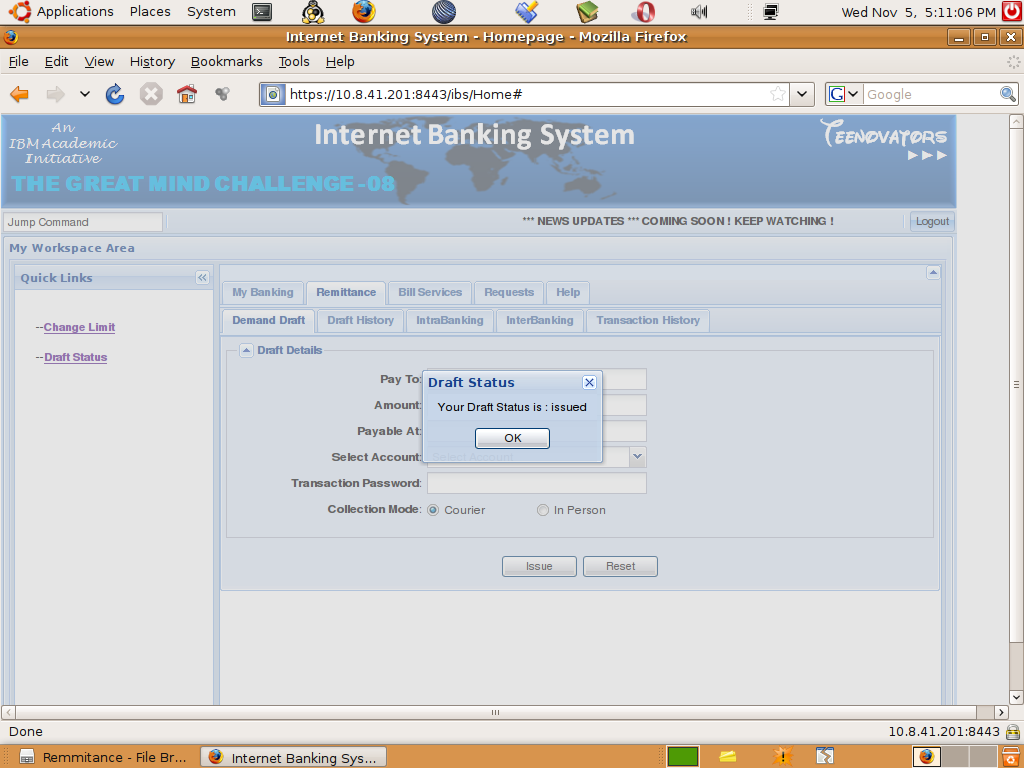 Applications Places System Wed Nov 5, 5:11:06 PM
Internet Banking System - Homepage - Mozilla Firefox
File Edit View History Bookmarks Tools Help
https://10.8.41.201:8443/ibs/Home# G Google
An
IBM Academic
Initiative
Internet Banking System
TEENOVATORS
THE GREAT MIND CHALLENGE -08
Jump Command *** NEWS UPDATES *** COMING SOON ! KEEP WATCHING ! Logout
My Workspace Area
Quick Links
--Change Limit
--Draft Status
My Banking Remittance Bill Services Requests Help
Demand Draft Draft History IntraBanking InterBanking Transaction History
Draft Details
Pay To:
Amount:
Payable At:
Select Account: Select Account
Transaction Password:
Collection Mode: Courier In Person
Issue Reset
Draft Status
Your Draft Status is : issued
OK
Done 10.8.41.201:8443
Remmitance - File Br... Internet Banking Sys...